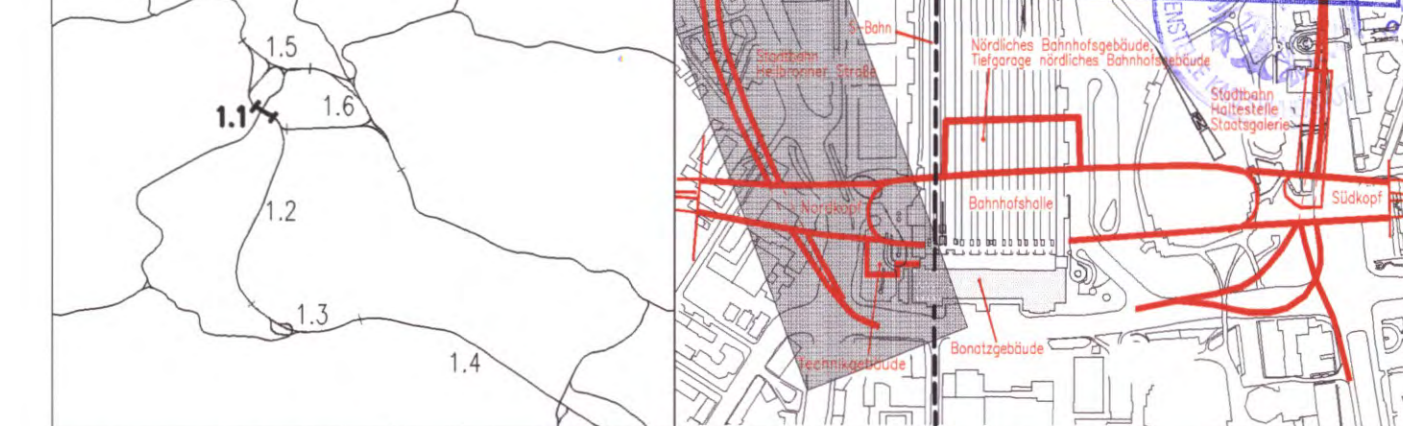 1.5
1.6
1.1
1.2
1.3
1.4
S-Bahn
Stadtbahn
Heilbronner Straße
Nördliches Bahnhofsgebäude,
Tiefgarage nördliches Bahnhofsgebäude
Stadtbahn
Haltestelle
Staatsgalerie
Nordkopf
Bahnhofshalle
Südkopf
Technikgebäude
Bonatzgebäude